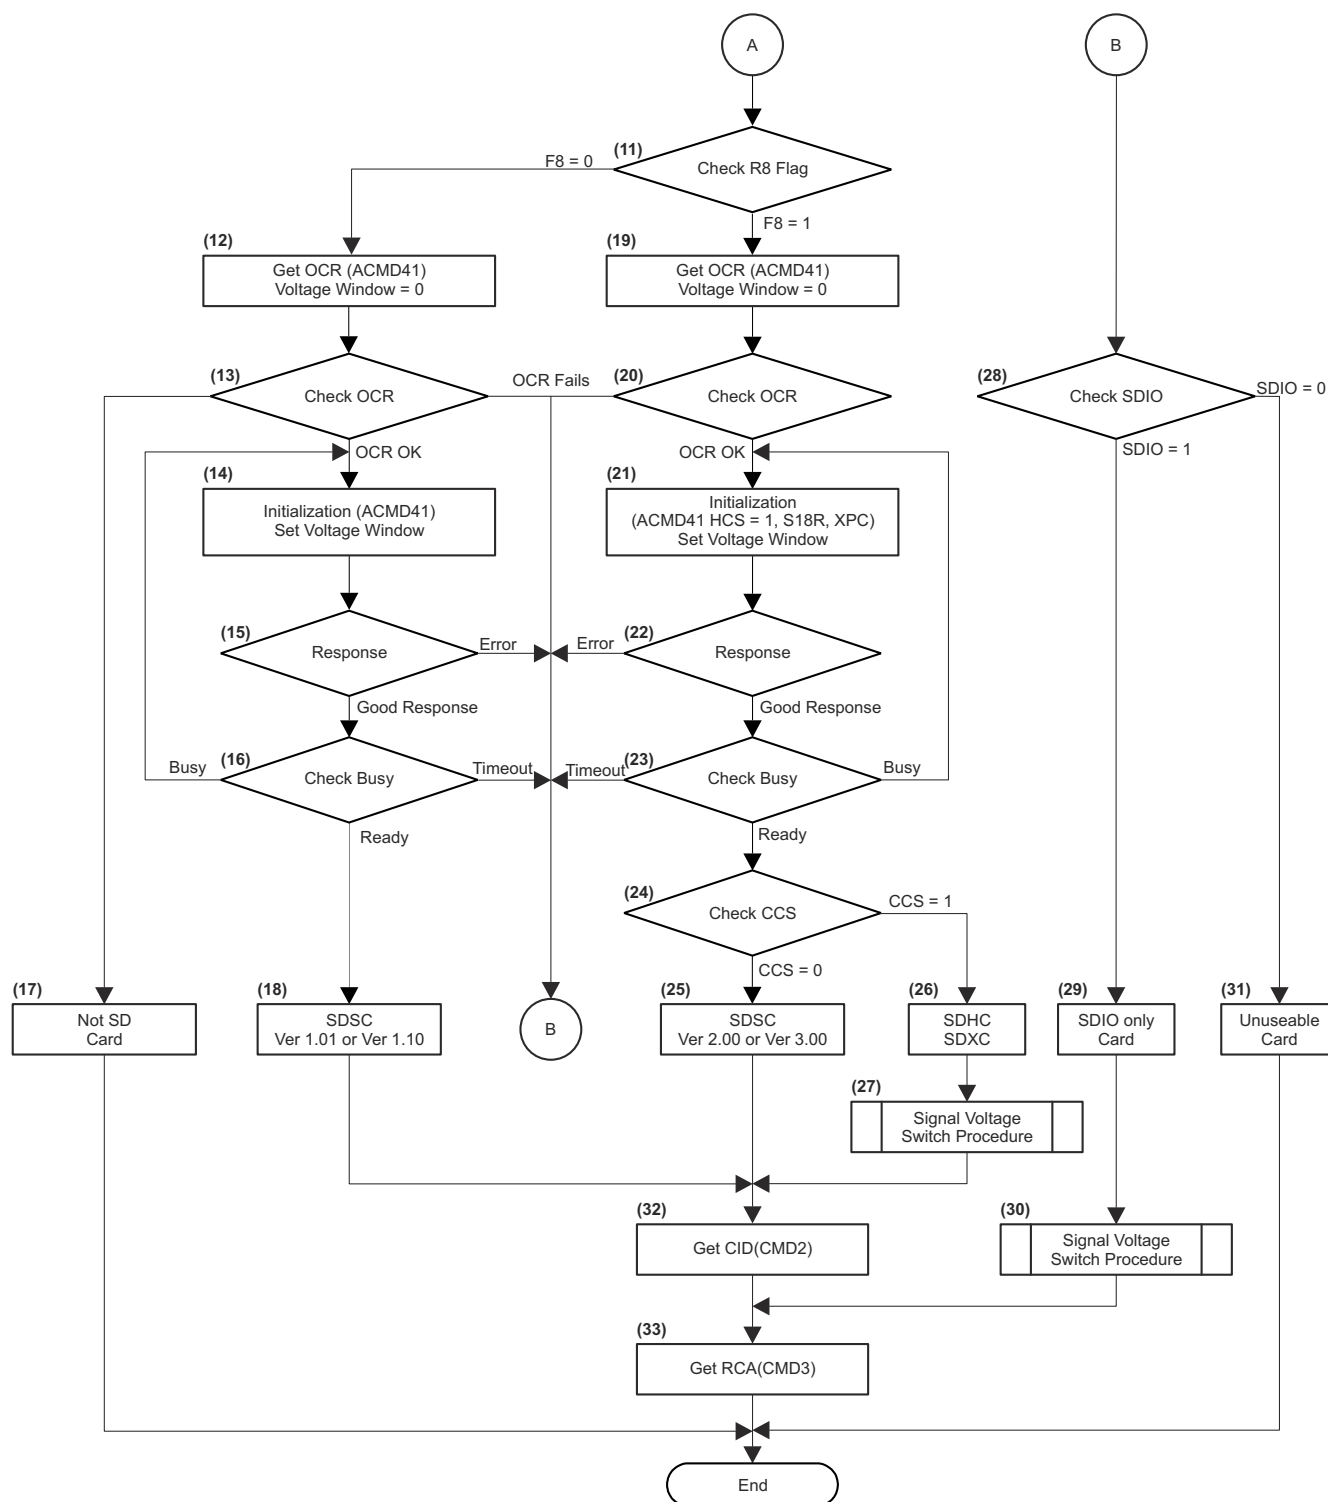 A
B
(11)
Check R8 Flag
F8 = 0
F8 = 1
(12)
Get OCR (ACMD41)
Voltage Window = 0
(19)
Get OCR (ACMD41)
Voltage Window = 0
(13)
Check OCR
OCR Fails
(20)
Check OCR
(28)
Check SDIO
SDIO = 0
OCR OK
OCR OK
SDIO = 1
(14)
Initialization (ACMD41)
Set Voltage Window
(21)
Initialization
(ACMD41 HCS = 1, S18R, XPC)
Set Voltage Window
(15)
Response
Error
Error
(22)
Response
Good Response
Good Response
Busy
(16)
Check Busy
Timeout
Timeout
(23)
Check Busy
Busy
Ready
Ready
(24)
Check CCS
CCS = 1
CCS = 0
(17)
Not SD
Card
(18)
SDSC
Ver 1.01 or Ver 1.10
B
(25)
SDSC
Ver 2.00 or Ver 3.00
(26)
SDHC
SDXC
(29)
SDIO only
Card
(31)
Unuseable
Card
(27)
Signal Voltage
Switch Procedure
(32)
Get CID(CMD2)
(30)
Signal Voltage
Switch Procedure
(33)
Get RCA(CMD3)
End